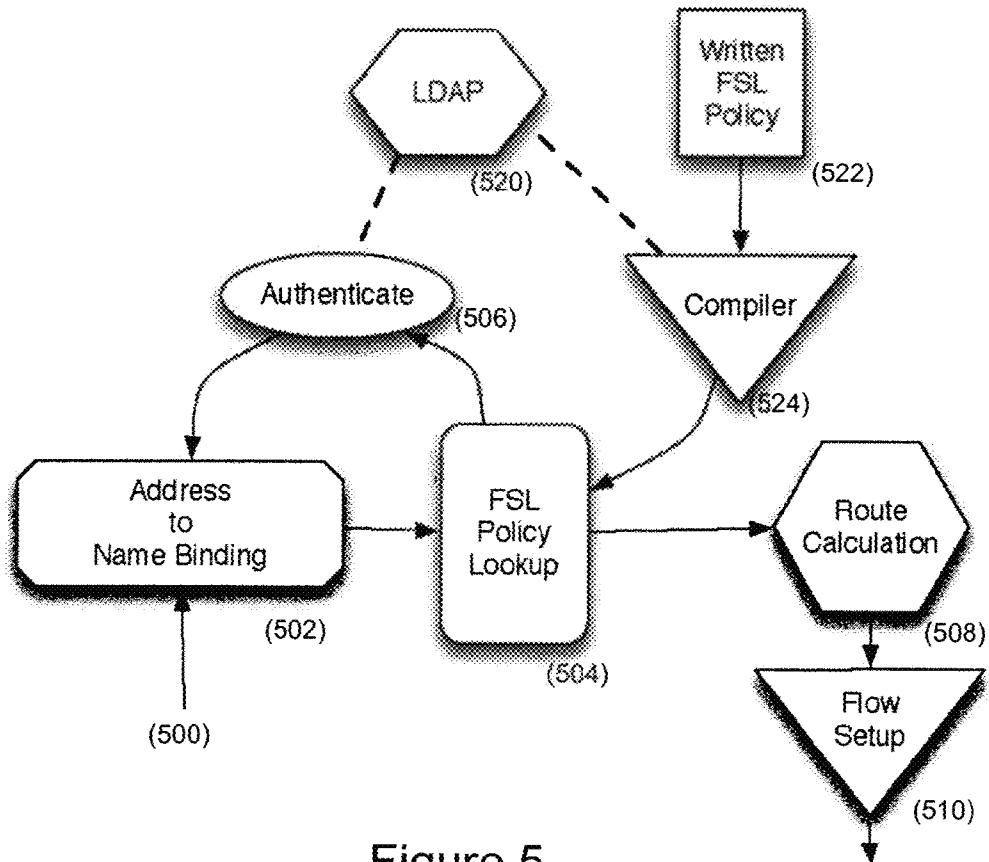 LDAP
(520)
Written
FSL
Policy
(522)
Authenticate
(506)
Compiler
(524)
Address
to
Name Binding
(502)
(500)
FSL
Policy
Lookup
(504)
Route
Calculation
(508)
Flow
Setup
(510)
Figure 5